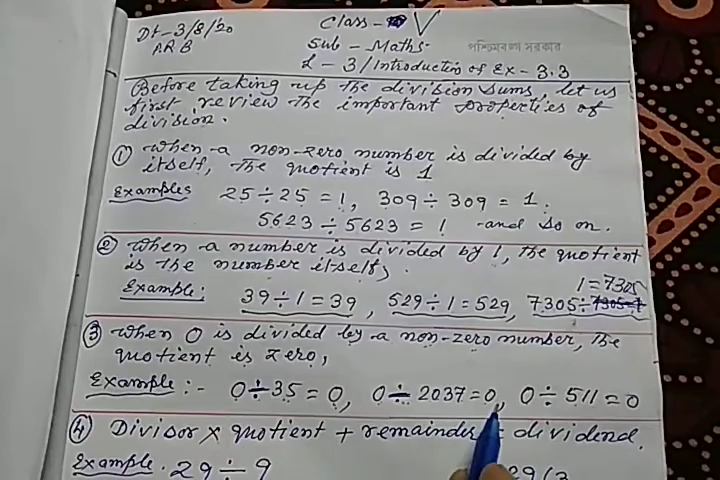 Dt-3/8/20
ARB
Class - V
Sub - Maths-
পশ্চিমবঙ্গ সরকার
L - 3/Introduction of Ex - 3.3
Before taking up the division sums, let us
first review the important properties of
division.
① When a non-zero number is divided by
itself, the quotient is 1
Examples 25÷25 = 1, 309÷309 = 1.
5623÷5623 = 1 and so on.
② When a number is divided by 1, the quotient
is the number itself,
1=7305
Example: 39÷1=39, 529÷1=529, 7305÷
③ When 0 is divided by a non-zero number, the
quotient is zero,
Example :- 0÷35=0, 0÷2037=0, 0÷511=0
④ Divisor x quotient + remainder = dividend.
Example. 29÷9